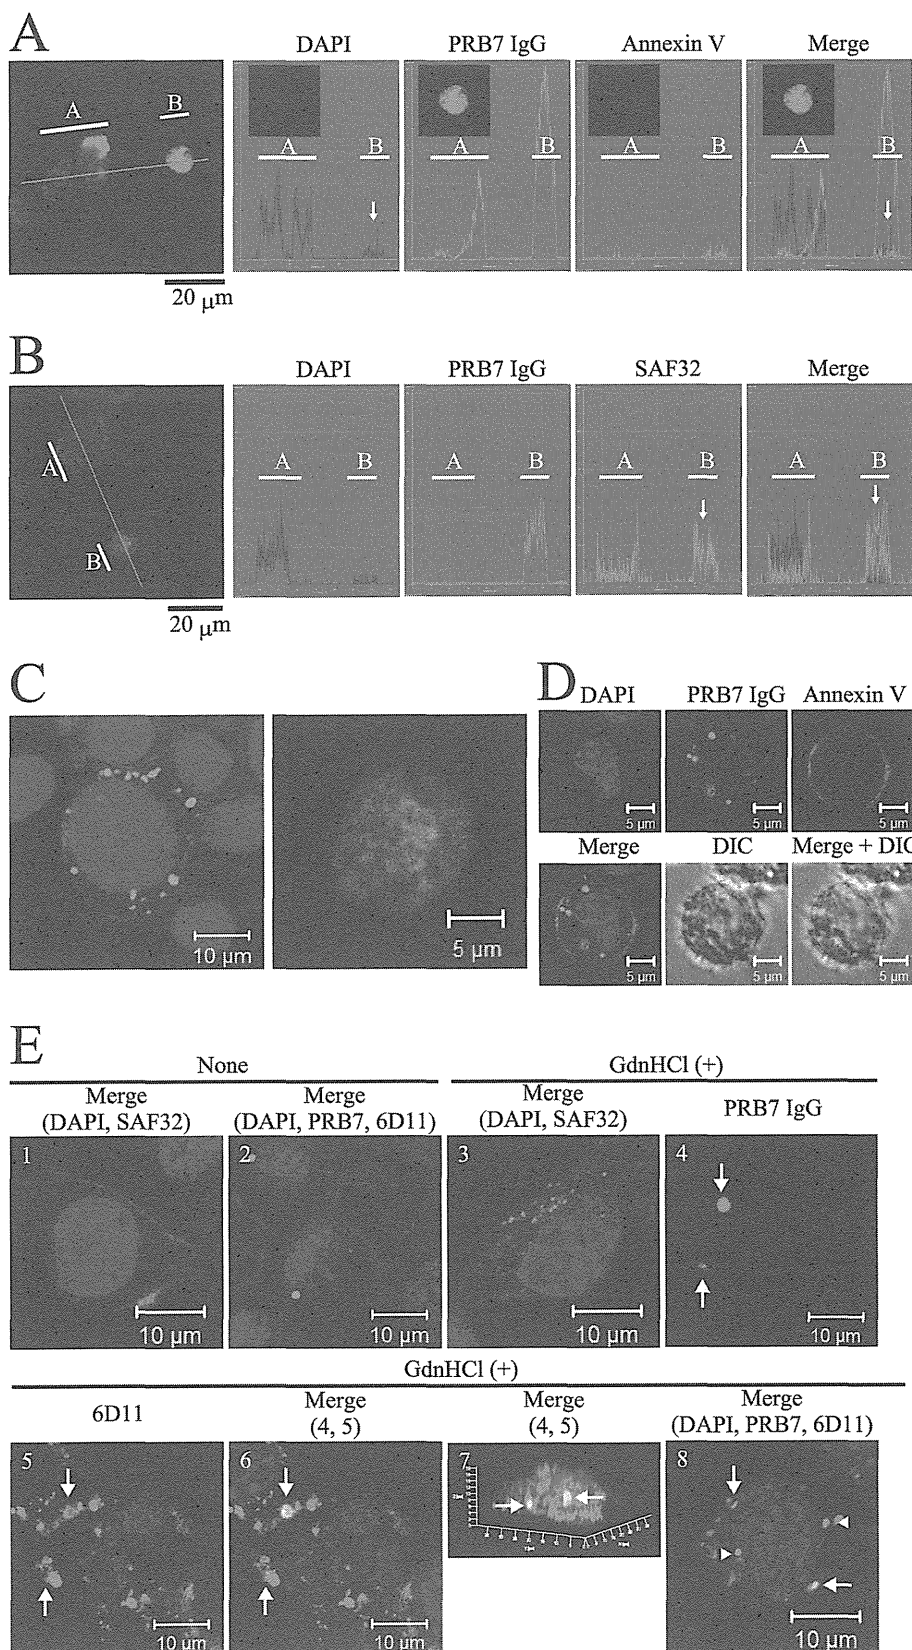 A
DAPI PRB7 IgG Annexin V Merge
A B A B A B A B A B
20 μm
B
DAPI PRB7 IgG SAF32 Merge
A B A B A B A B A B
20 μm
C
10 μm 5 μm
D
DAPI PRB7 IgG Annexin V
5 μm 5 μm 5 μm
Merge DIC Merge + DIC
5 μm 5 μm 5 μm
E
None GdnHCl (+)
Merge (DAPI, SAF32) Merge (DAPI, PRB7, 6D11) Merge (DAPI, SAF32) PRB7 IgG
1 2 3 4
10 μm 10 μm 10 μm 10 μm
GdnHCl (+)
6D11 Merge (4, 5) Merge (4, 5) Merge (DAPI, PRB7, 6D11)
5 6 7 8
10 μm 10 μm 10 μm